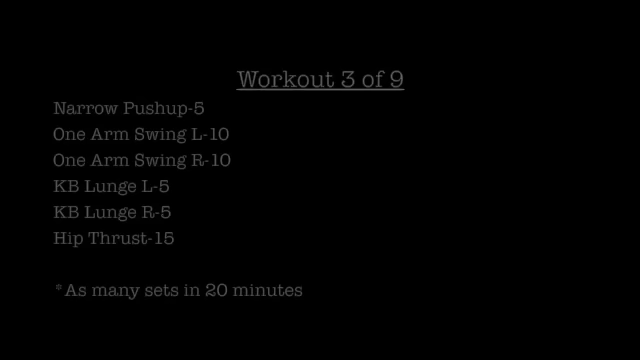 Workout 3 of 9
Narrow Pushup-5
One Arm Swing L-10
One Arm Swing R-10
KB Lunge L-5
KB Lunge R-5
Hip Thrust-15
*As many sets in 20 minutes